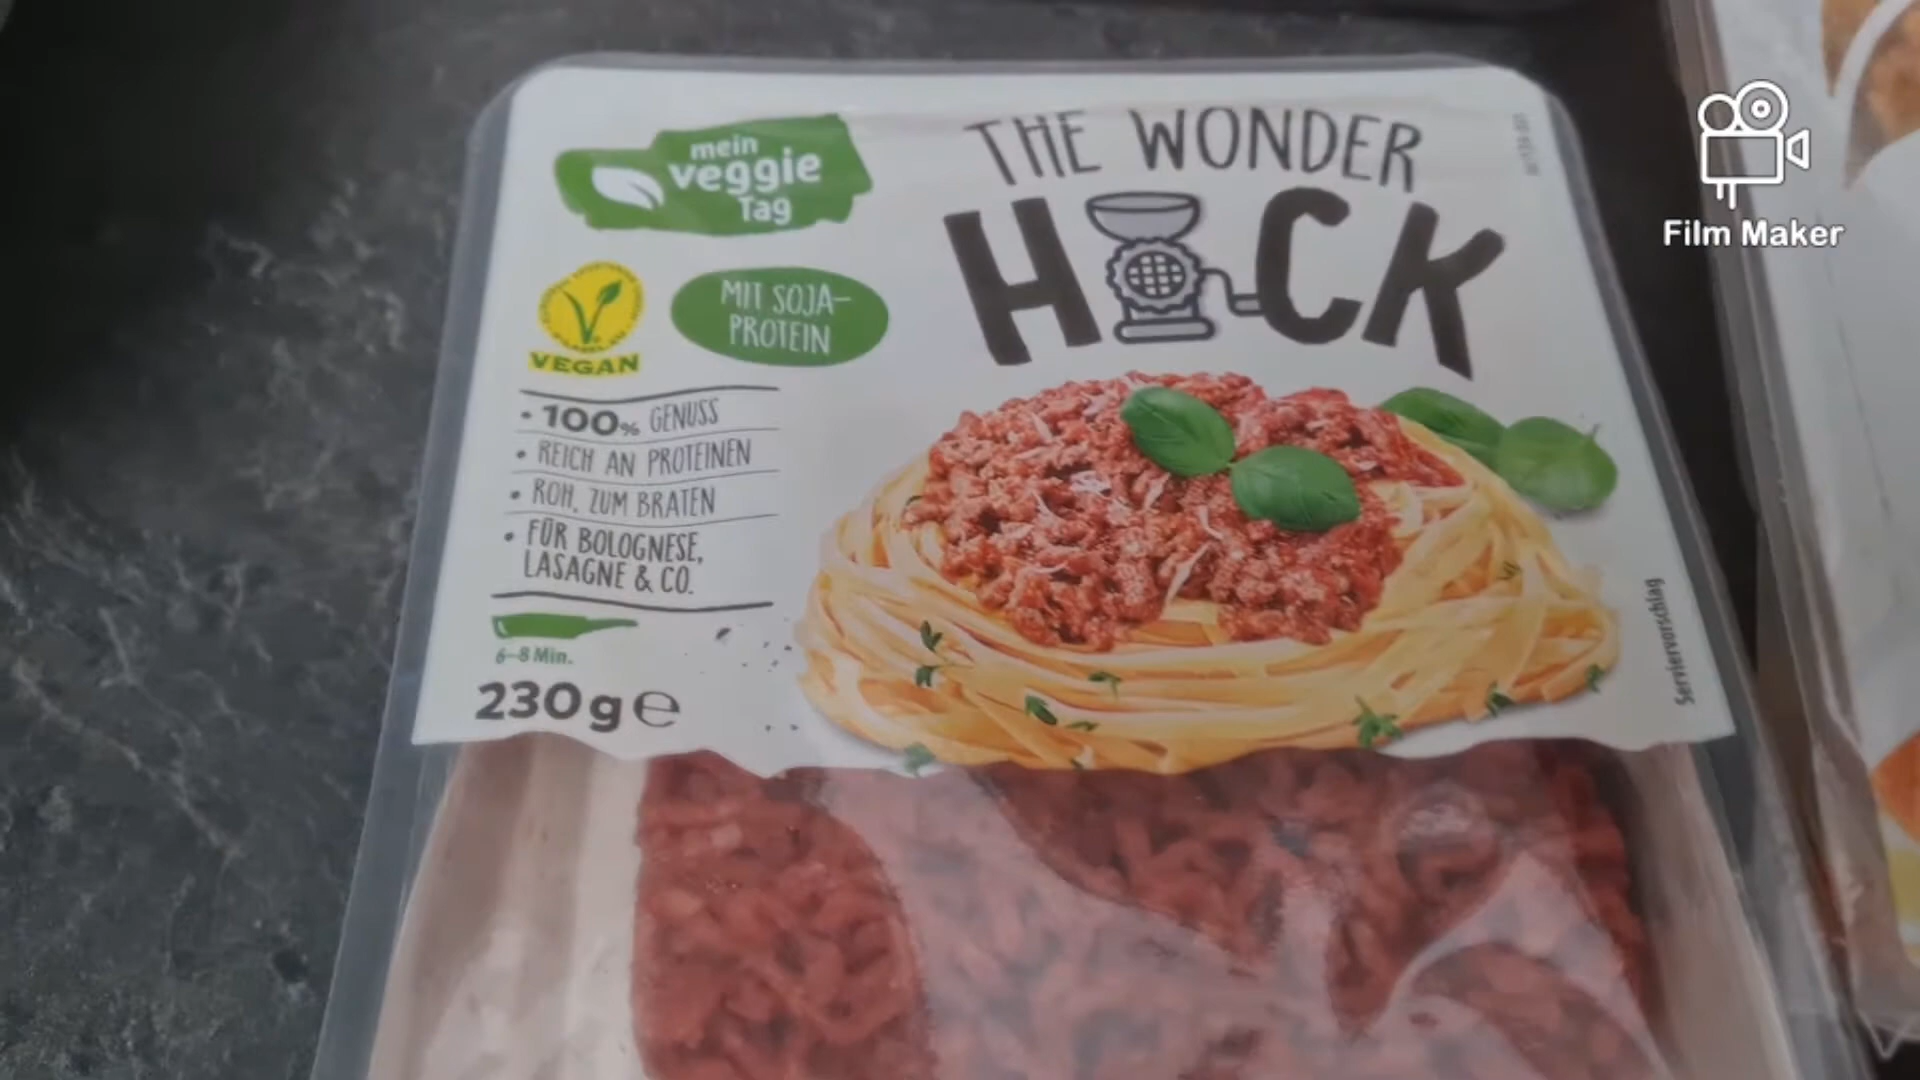 mein
veggie
Tag
THE WONDER
HACK
VEGAN
MIT SOJA-
PROTEIN
• 100% GENUSS
• REICH AN PROTEINEN
• ROH, ZUM BRATEN
• FÜR BOLOGNESE,
LASAGNE & CO.
6-8 Min.
230 g e
Serviervorschlag
Film Maker